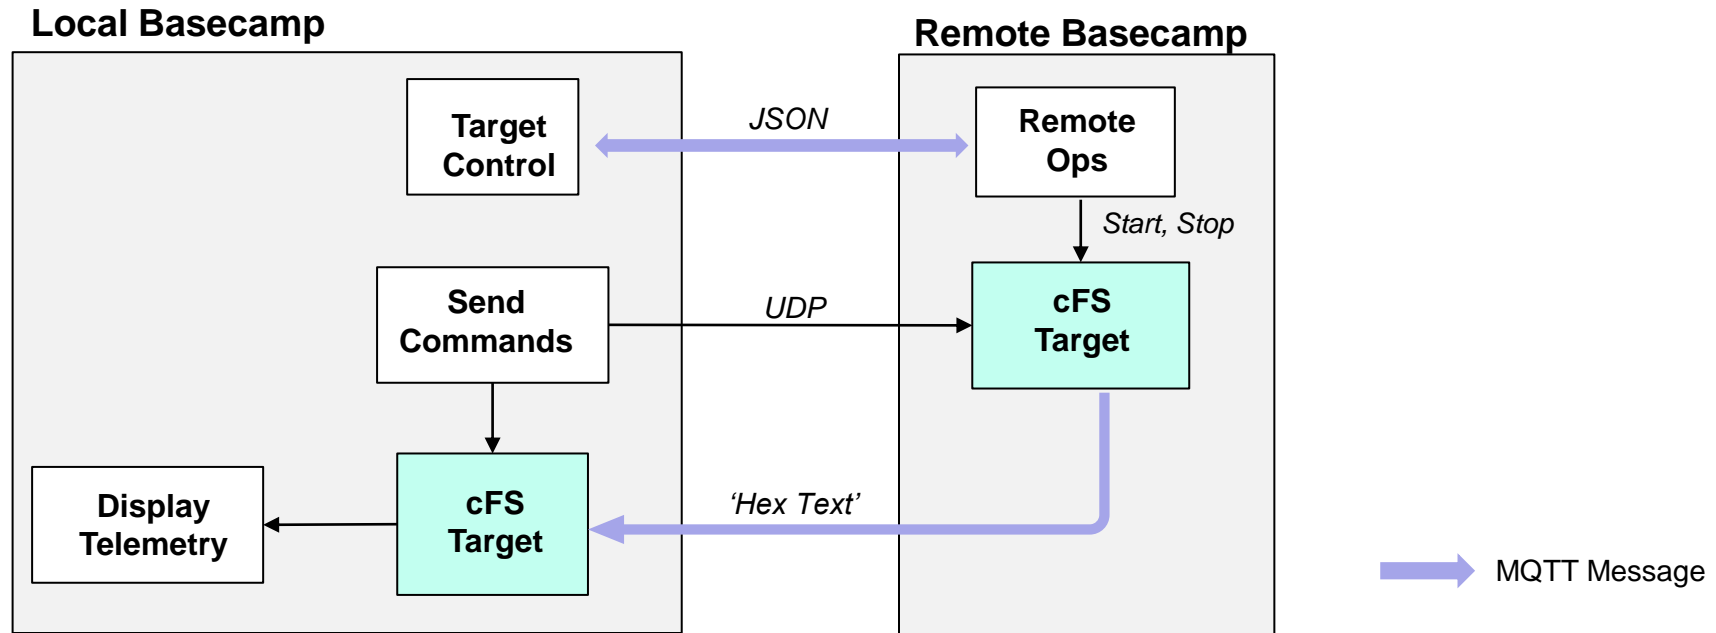 Local Basecamp
Remote Basecamp
Target
Control
JSON
Remote
Ops
Start, Stop
Send
Commands
UDP
cFS
Target
Display
Telemetry
cFS
Target
‘Hex Text’
MQTT Message